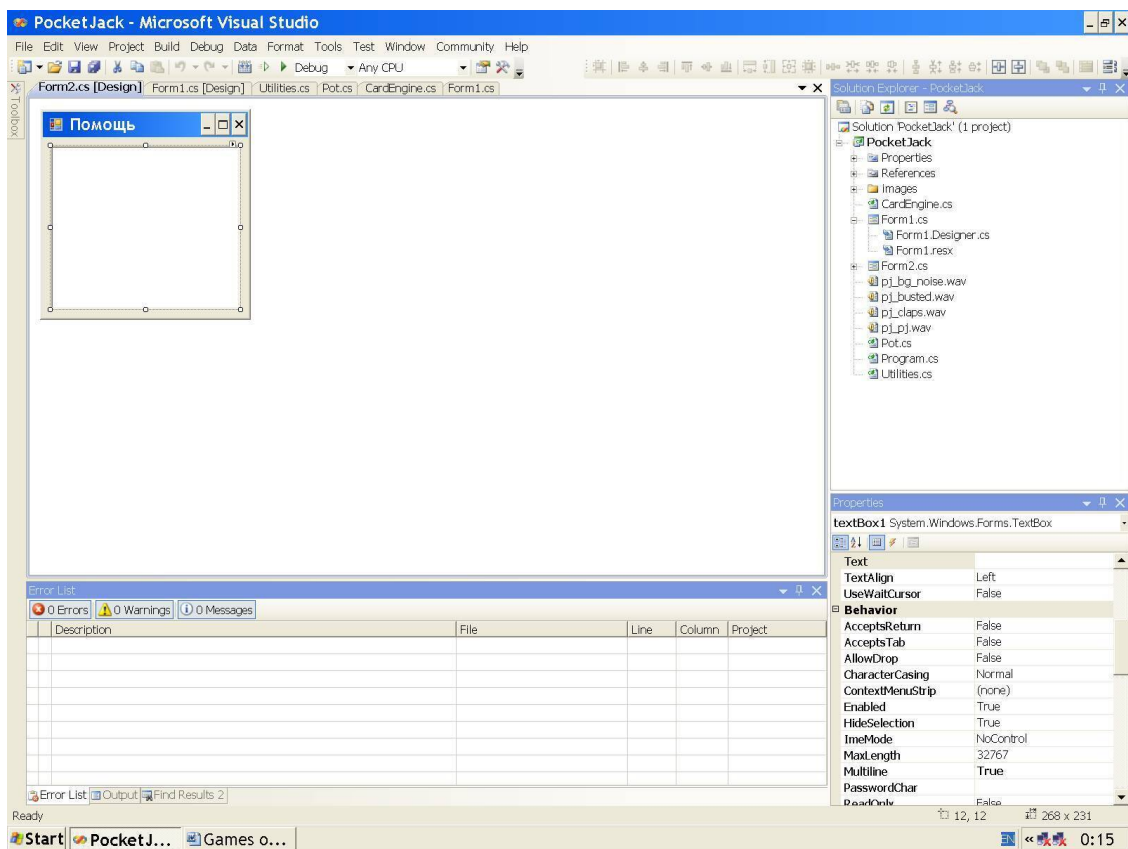 PocketJack - Microsoft Visual Studio
File Edit View Project Build Debug Data Format Tools Test Window Community Help
Debug Any CPU
Toolbox
Form2.cs [Design] Form1.cs [Design] Utilities.cs Pot.cs CardEngine.cs Form1.cs
Помощь
Solution Explorer - PocketJack
Solution 'PocketJack' (1 project)
PocketJack
Properties
References
Images
CardEngine.cs
Form1.cs
Form1.Designer.cs
Form1.resx
Form2.cs
pj_bg_noise.wav
pj_busted.wav
pj_claps.wav
pj_pj.wav
Pot.cs
Program.cs
Utilities.cs
Properties
textBox1 System.Windows.Forms.TextBox
Text
TextAlign Left
UseWaitCursor False
Behavior
AcceptsReturn False
AcceptsTab False
AllowDrop False
CharacterCasing Normal
ContextMenuStrip (none)
Enabled True
HideSelection True
ImeMode NoControl
MaxLength 32767
Multiline True
PasswordChar
ReadOnly False
Error List
0 Errors 0 Warnings 0 Messages
Description File Line Column Project
Error List Output Find Results 2
Ready 12, 12 268 x 231
Start PocketJ... Games o... EN « 0:15